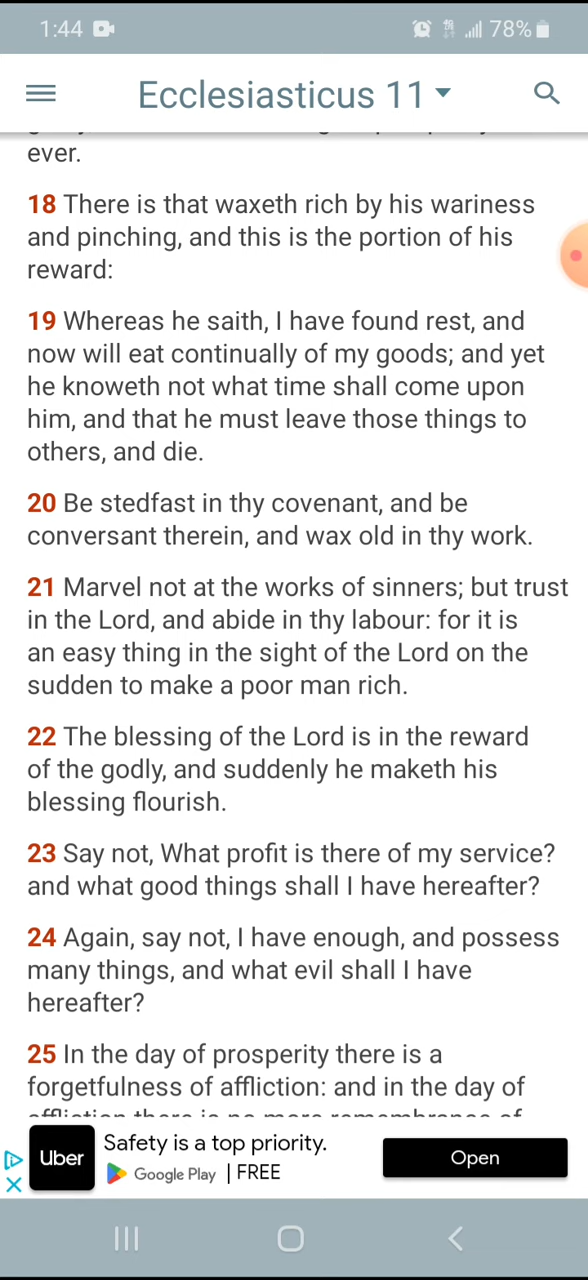 1:44
78%
Ecclesiasticus 11
ever.
18 There is that waxeth rich by his wariness
and pinching, and this is the portion of his
reward:
19 Whereas he saith, I have found rest, and
now will eat continually of my goods; and yet
he knoweth not what time shall come upon
him, and that he must leave those things to
others, and die.
20 Be stedfast in thy covenant, and be
conversant therein, and wax old in thy work.
21 Marvel not at the works of sinners; but trust
in the Lord, and abide in thy labour: for it is
an easy thing in the sight of the Lord on the
sudden to make a poor man rich.
22 The blessing of the Lord is in the reward
of the godly, and suddenly he maketh his
blessing flourish.
23 Say not, What profit is there of my service?
and what good things shall I have hereafter?
24 Again, say not, I have enough, and possess
many things, and what evil shall I have
hereafter?
25 In the day of prosperity there is a
forgetfulness of affliction: and in the day of
affliction there is no more remembrance of
Uber
Safety is a top priority.
Google Play | FREE
Open